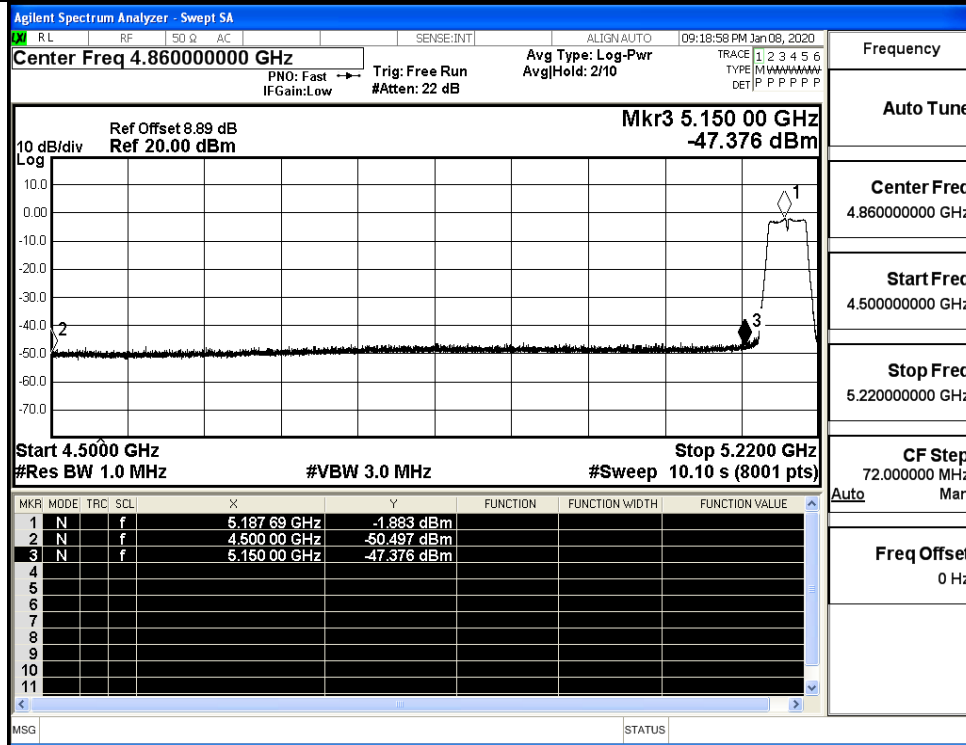 Agilent Spectrum Analyzer - Swept SA
LXI RL RF 50 Ω AC SENSE:INT ALIGN AUTO 09:18:58 PM Jan 08, 2020
Center Freq 4.860000000 GHz
PNO: Fast
IFGain:Low
Trig: Free Run
#Atten: 22 dB
Avg Type: Log-Pwr
Avg|Hold: 2/10
TRACE 1 2 3 4 5 6
TYPE M WWWWW
DET P P P P P P
Mkr3 5.150 00 GHz
-47.376 dBm
Ref Offset 8.89 dB
10 dB/div Ref 20.00 dBm
Log
10.0
0.00
-10.0
-20.0
-30.0
-40.0
-50.0
-60.0
-70.0
1
2
3
Start 4.5000 GHz Stop 5.2200 GHz
#Res BW 1.0 MHz #VBW 3.0 MHz #Sweep 10.10 s (8001 pts)
MKR MODE TRC SCL X Y FUNCTION FUNCTION WIDTH FUNCTION VALUE
1 N f 5.187 69 GHz -1.883 dBm
2 N f 4.500 00 GHz -50.497 dBm
3 N f 5.150 00 GHz -47.376 dBm
4
5
6
7
8
9
10
11
MSG STATUS
Frequency
Auto Tune
Center Freq
4.860000000 GHz
Start Freq
4.500000000 GHz
Stop Freq
5.220000000 GHz
CF Step
72.000000 MHz
Auto Man
Freq Offset
0 Hz